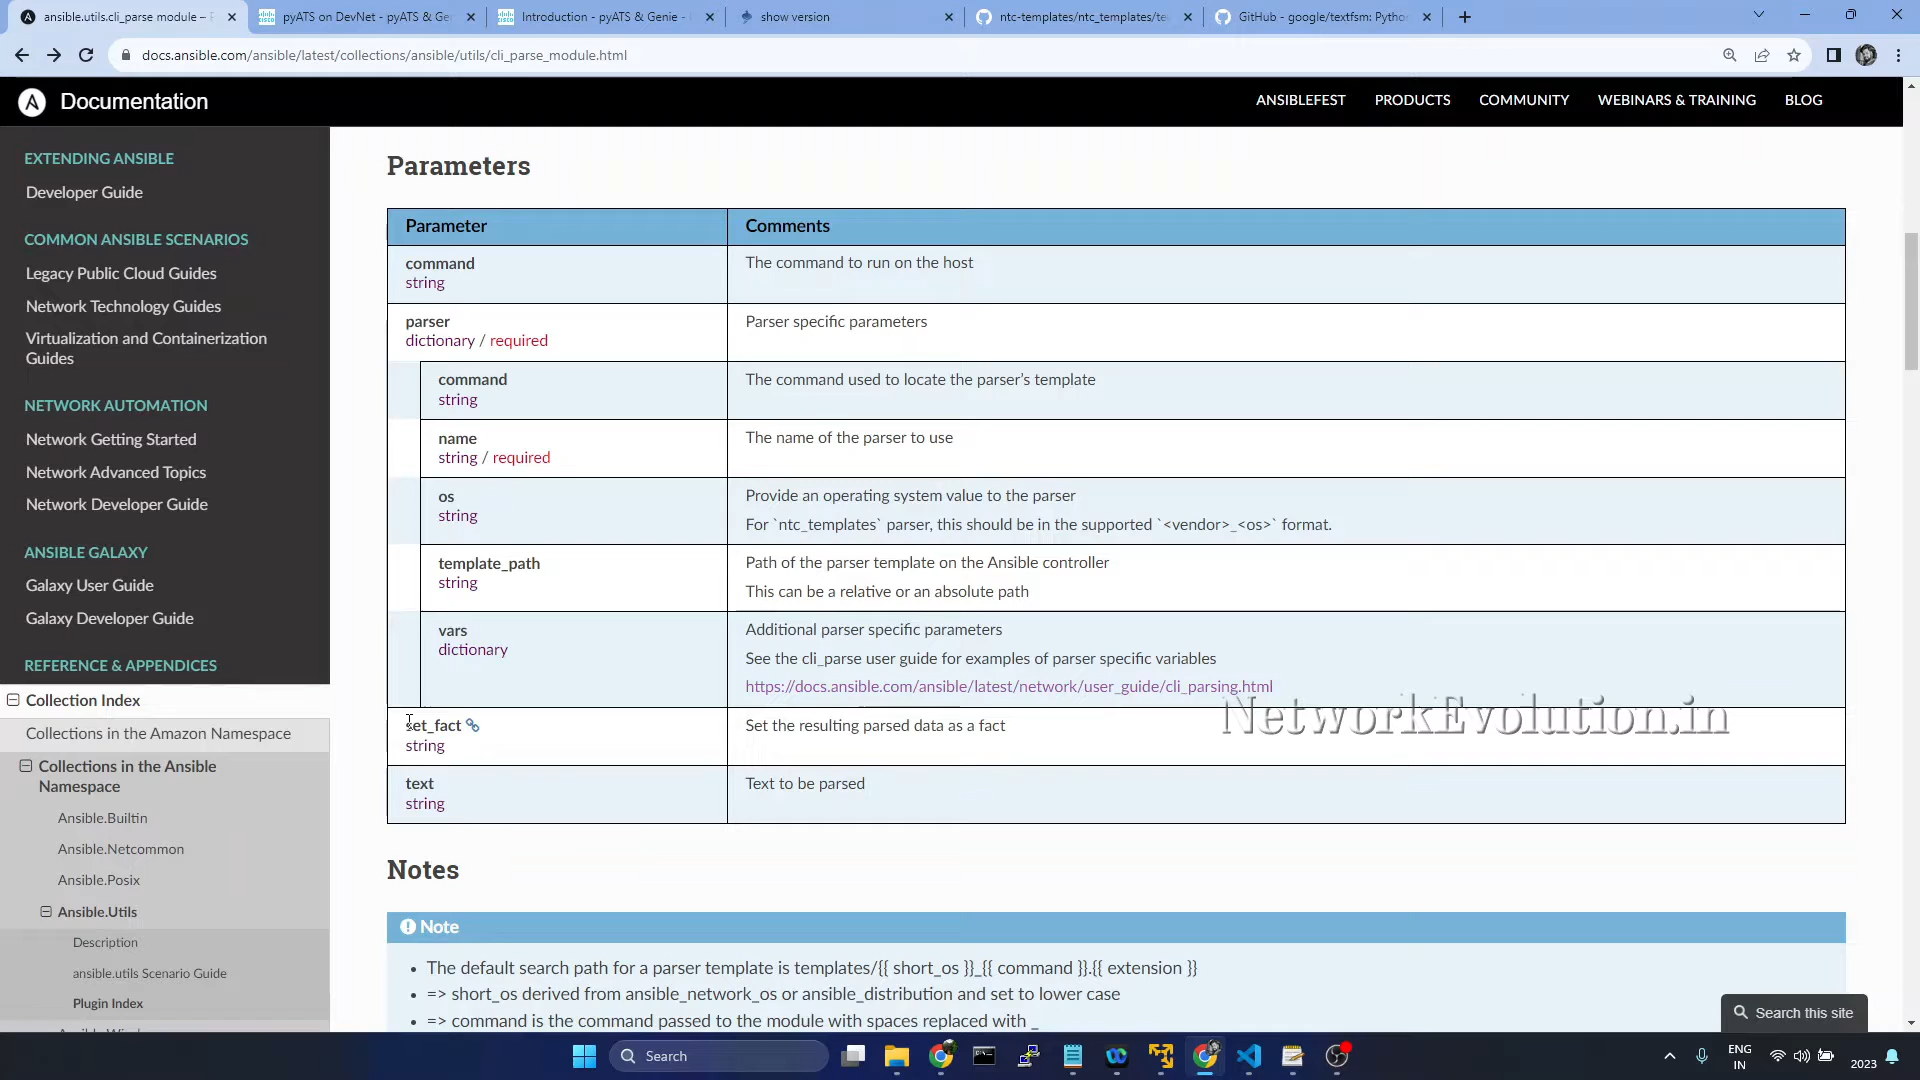 ansible.utils.cli_parse module –
pyATS on DevNet - pyATS & Ge
Introduction - pyATS & Genie -
show version
ntc-templates/ntc_templates/te
GitHub - google/textfsm: Pytho
docs.ansible.com/ansible/latest/collections/ansible/utils/cli_parse_module.html
Documentation
ANSIBLEFEST
PRODUCTS
COMMUNITY
WEBINARS & TRAINING
BLOG
EXTENDING ANSIBLE
Developer Guide
COMMON ANSIBLE SCENARIOS
Legacy Public Cloud Guides
Network Technology Guides
Virtualization and Containerization
Guides
NETWORK AUTOMATION
Network Getting Started
Network Advanced Topics
Network Developer Guide
ANSIBLE GALAXY
Galaxy User Guide
Galaxy Developer Guide
REFERENCE & APPENDICES
Collection Index
Collections in the Amazon Namespace
Collections in the Ansible
Namespace
Ansible.Builtin
Ansible.Netcommon
Ansible.Posix
Ansible.Utils
Description
ansible.utils Scenario Guide
Plugin Index
Parameters
Parameter
Comments
command
string
The command to run on the host
parser
dictionary / required
Parser specific parameters
command
string
The command used to locate the parser's template
name
string / required
The name of the parser to use
os
string
Provide an operating system value to the parser
For `ntc_templates` parser, this should be in the supported `<vendor>_<os>` format.
template_path
string
Path of the parser template on the Ansible controller
This can be a relative or an absolute path
vars
dictionary
Additional parser specific parameters
See the cli_parse user guide for examples of parser specific variables
https://docs.ansible.com/ansible/latest/network/user_guide/cli_parsing.html
set_fact
string
Set the resulting parsed data as a fact
text
string
Text to be parsed
NetworkEvolution.in
Notes
Note
• The default search path for a parser template is templates/{{ short_os }}_{{ command }}.{{ extension }}
• => short_os derived from ansible_network_os or ansible_distribution and set to lower case
• => command is the command passed to the module with spaces replaced with _
Search this site
Search
ENG
IN
2023